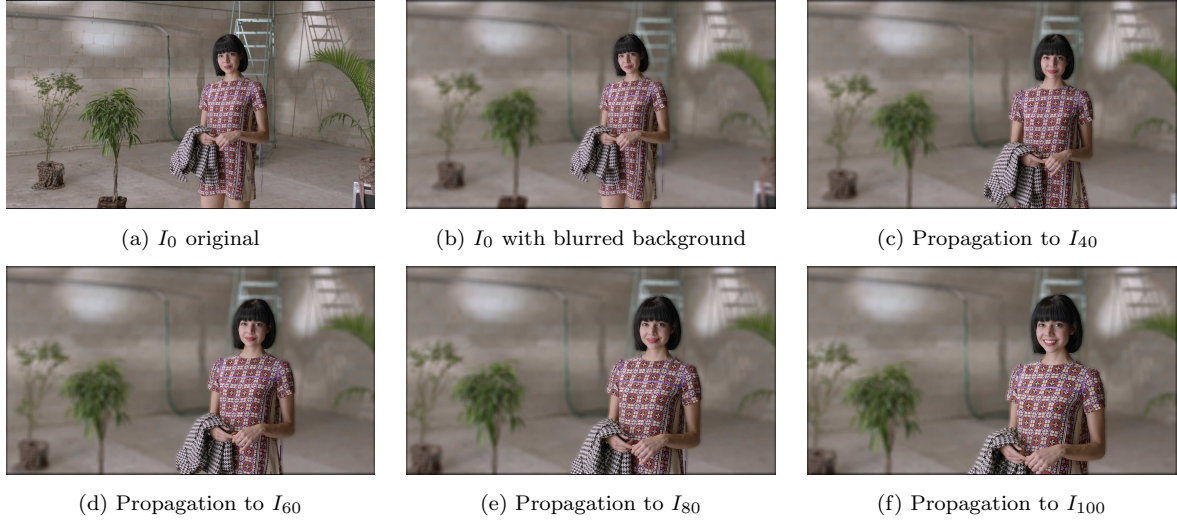 (a) I₀ original
(b) I₀ with blurred background
(c) Propagation to I₄₀
(d) Propagation to I₆₀
(e) Propagation to I₈₀
(f) Propagation to I₁₀₀